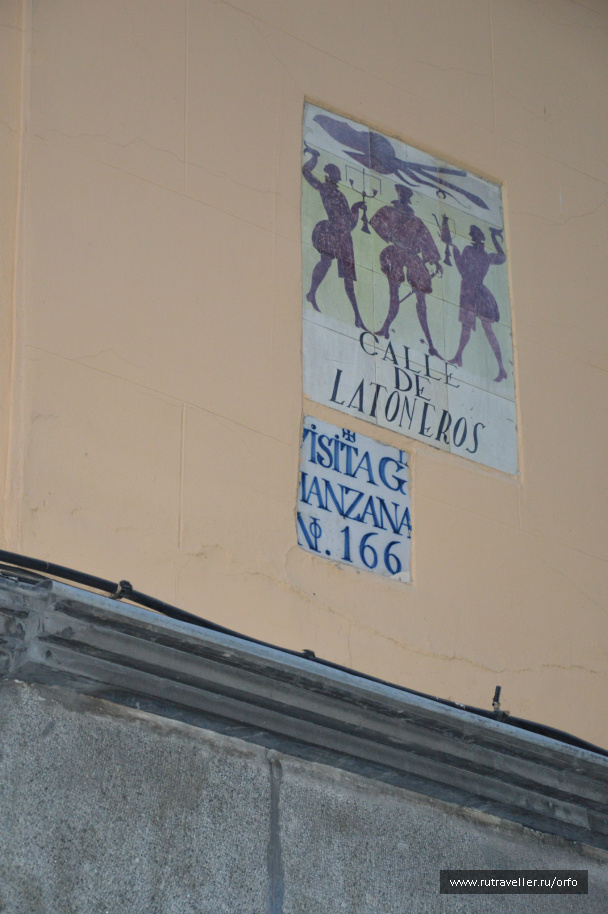 CALLE
DE
LATONEROS
VISITA G
MANZANA
Nº. 166
www.rutraveller.ru/orfo